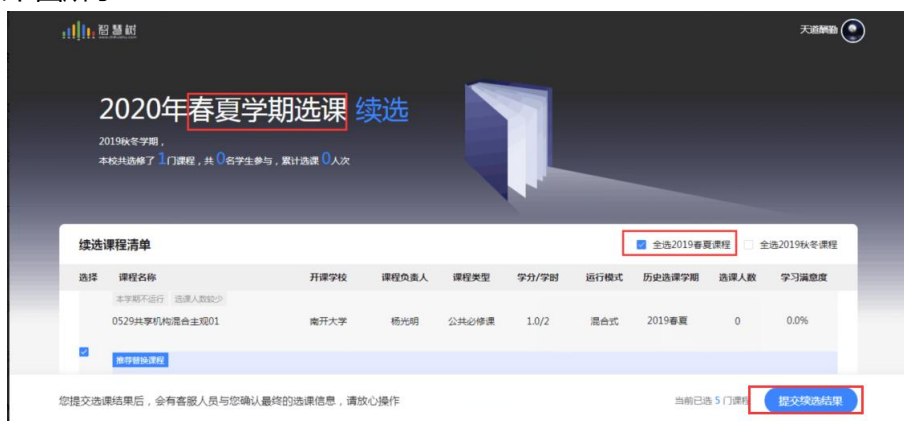 智慧树
天道酬勤
2020年春夏学期选课 续选
2019秋冬学期，
本校共选修了 1 门课程，共 0 名学生参与，累计选课 0 人次
续选课程清单 全选2019春夏课程 全选2019秋冬课程
选择 课程名称 开课学校 课程负责人 课程类型 学分/学时 运行模式 历史选课学期 选课人数 学习满意度
本学期不运行 选课人数较少
0529共享机构混合主观01 南开大学 杨光明 公共必修课 1.0/2 混合式 2019春夏 0 0.0%
推荐替换课程
您提交选课结果后，会有客服人员与您确认最终的选课信息，请放心操作 当前已选 5 门课程 提交续选结果